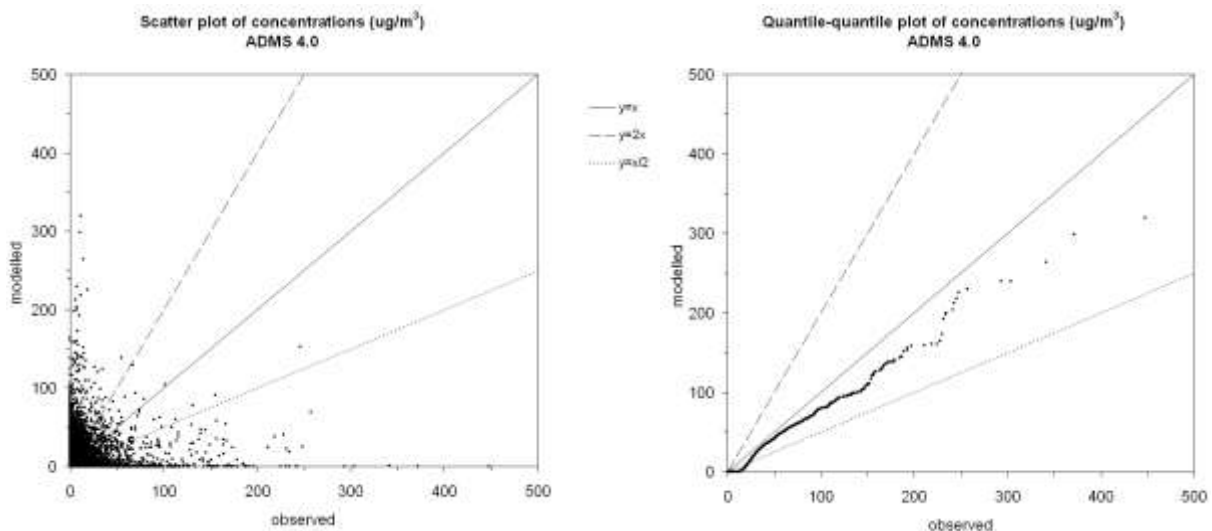 Scatter plot of concentrations (ug/m³)
ADMS 4.0
500
400
300
200
100
0
modelled
0 100 200 300 400 500
observed
y=x
y=2x
y=x/2
Quantile-quantile plot of concentrations (ug/m³)
ADMS 4.0
500
400
300
200
100
0
modelled
0 100 200 300 400 500
observed